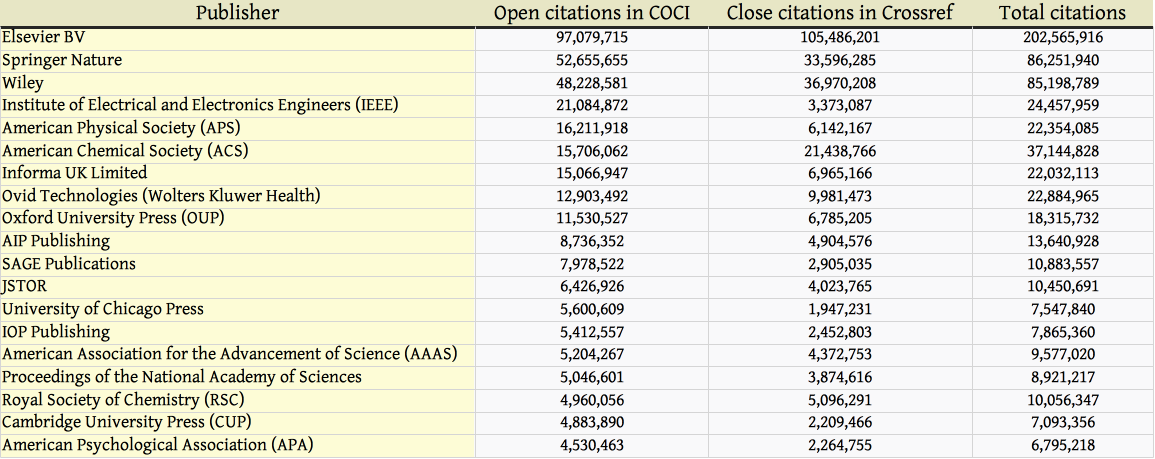 Publisher Open citations in COCI Close citations in Crossref Total citations
Elsevier BV 97,079,715 105,486,201 202,565,916
Springer Nature 52,655,655 33,596,285 86,251,940
Wiley 48,228,581 36,970,208 85,198,789
Institute of Electrical and Electronics Engineers (IEEE) 21,084,872 3,373,087 24,457,959
American Physical Society (APS) 16,211,918 6,142,167 22,354,085
American Chemical Society (ACS) 15,706,062 21,438,766 37,144,828
Informa UK Limited 15,066,947 6,965,166 22,032,113
Ovid Technologies (Wolters Kluwer Health) 12,903,492 9,981,473 22,884,965
Oxford University Press (OUP) 11,530,527 6,785,205 18,315,732
AIP Publishing 8,736,352 4,904,576 13,640,928
SAGE Publications 7,978,522 2,905,035 10,883,557
JSTOR 6,426,926 4,023,765 10,450,691
University of Chicago Press 5,600,609 1,947,231 7,547,840
IOP Publishing 5,412,557 2,452,803 7,865,360
American Association for the Advancement of Science (AAAS) 5,204,267 4,372,753 9,577,020
Proceedings of the National Academy of Sciences 5,046,601 3,874,616 8,921,217
Royal Society of Chemistry (RSC) 4,960,056 5,096,291 10,056,347
Cambridge University Press (CUP) 4,883,890 2,209,466 7,093,356
American Psychological Association (APA) 4,530,463 2,264,755 6,795,218